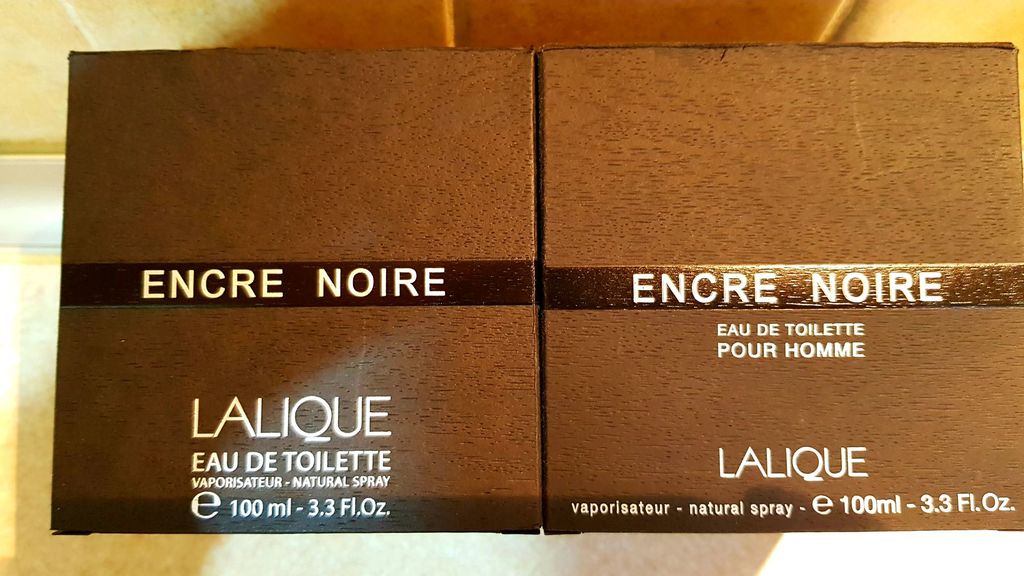 ENCRE NOIRE
LALIQUE
EAU DE TOILETTE
VAPORISATEUR - NATURAL SPRAY
e 100 ml - 3.3 Fl.Oz.
ENCRE NOIRE
EAU DE TOILETTE
POUR HOMME
LALIQUE
vaporisateur - natural spray - e 100ml - 3.3 Fl.Oz.